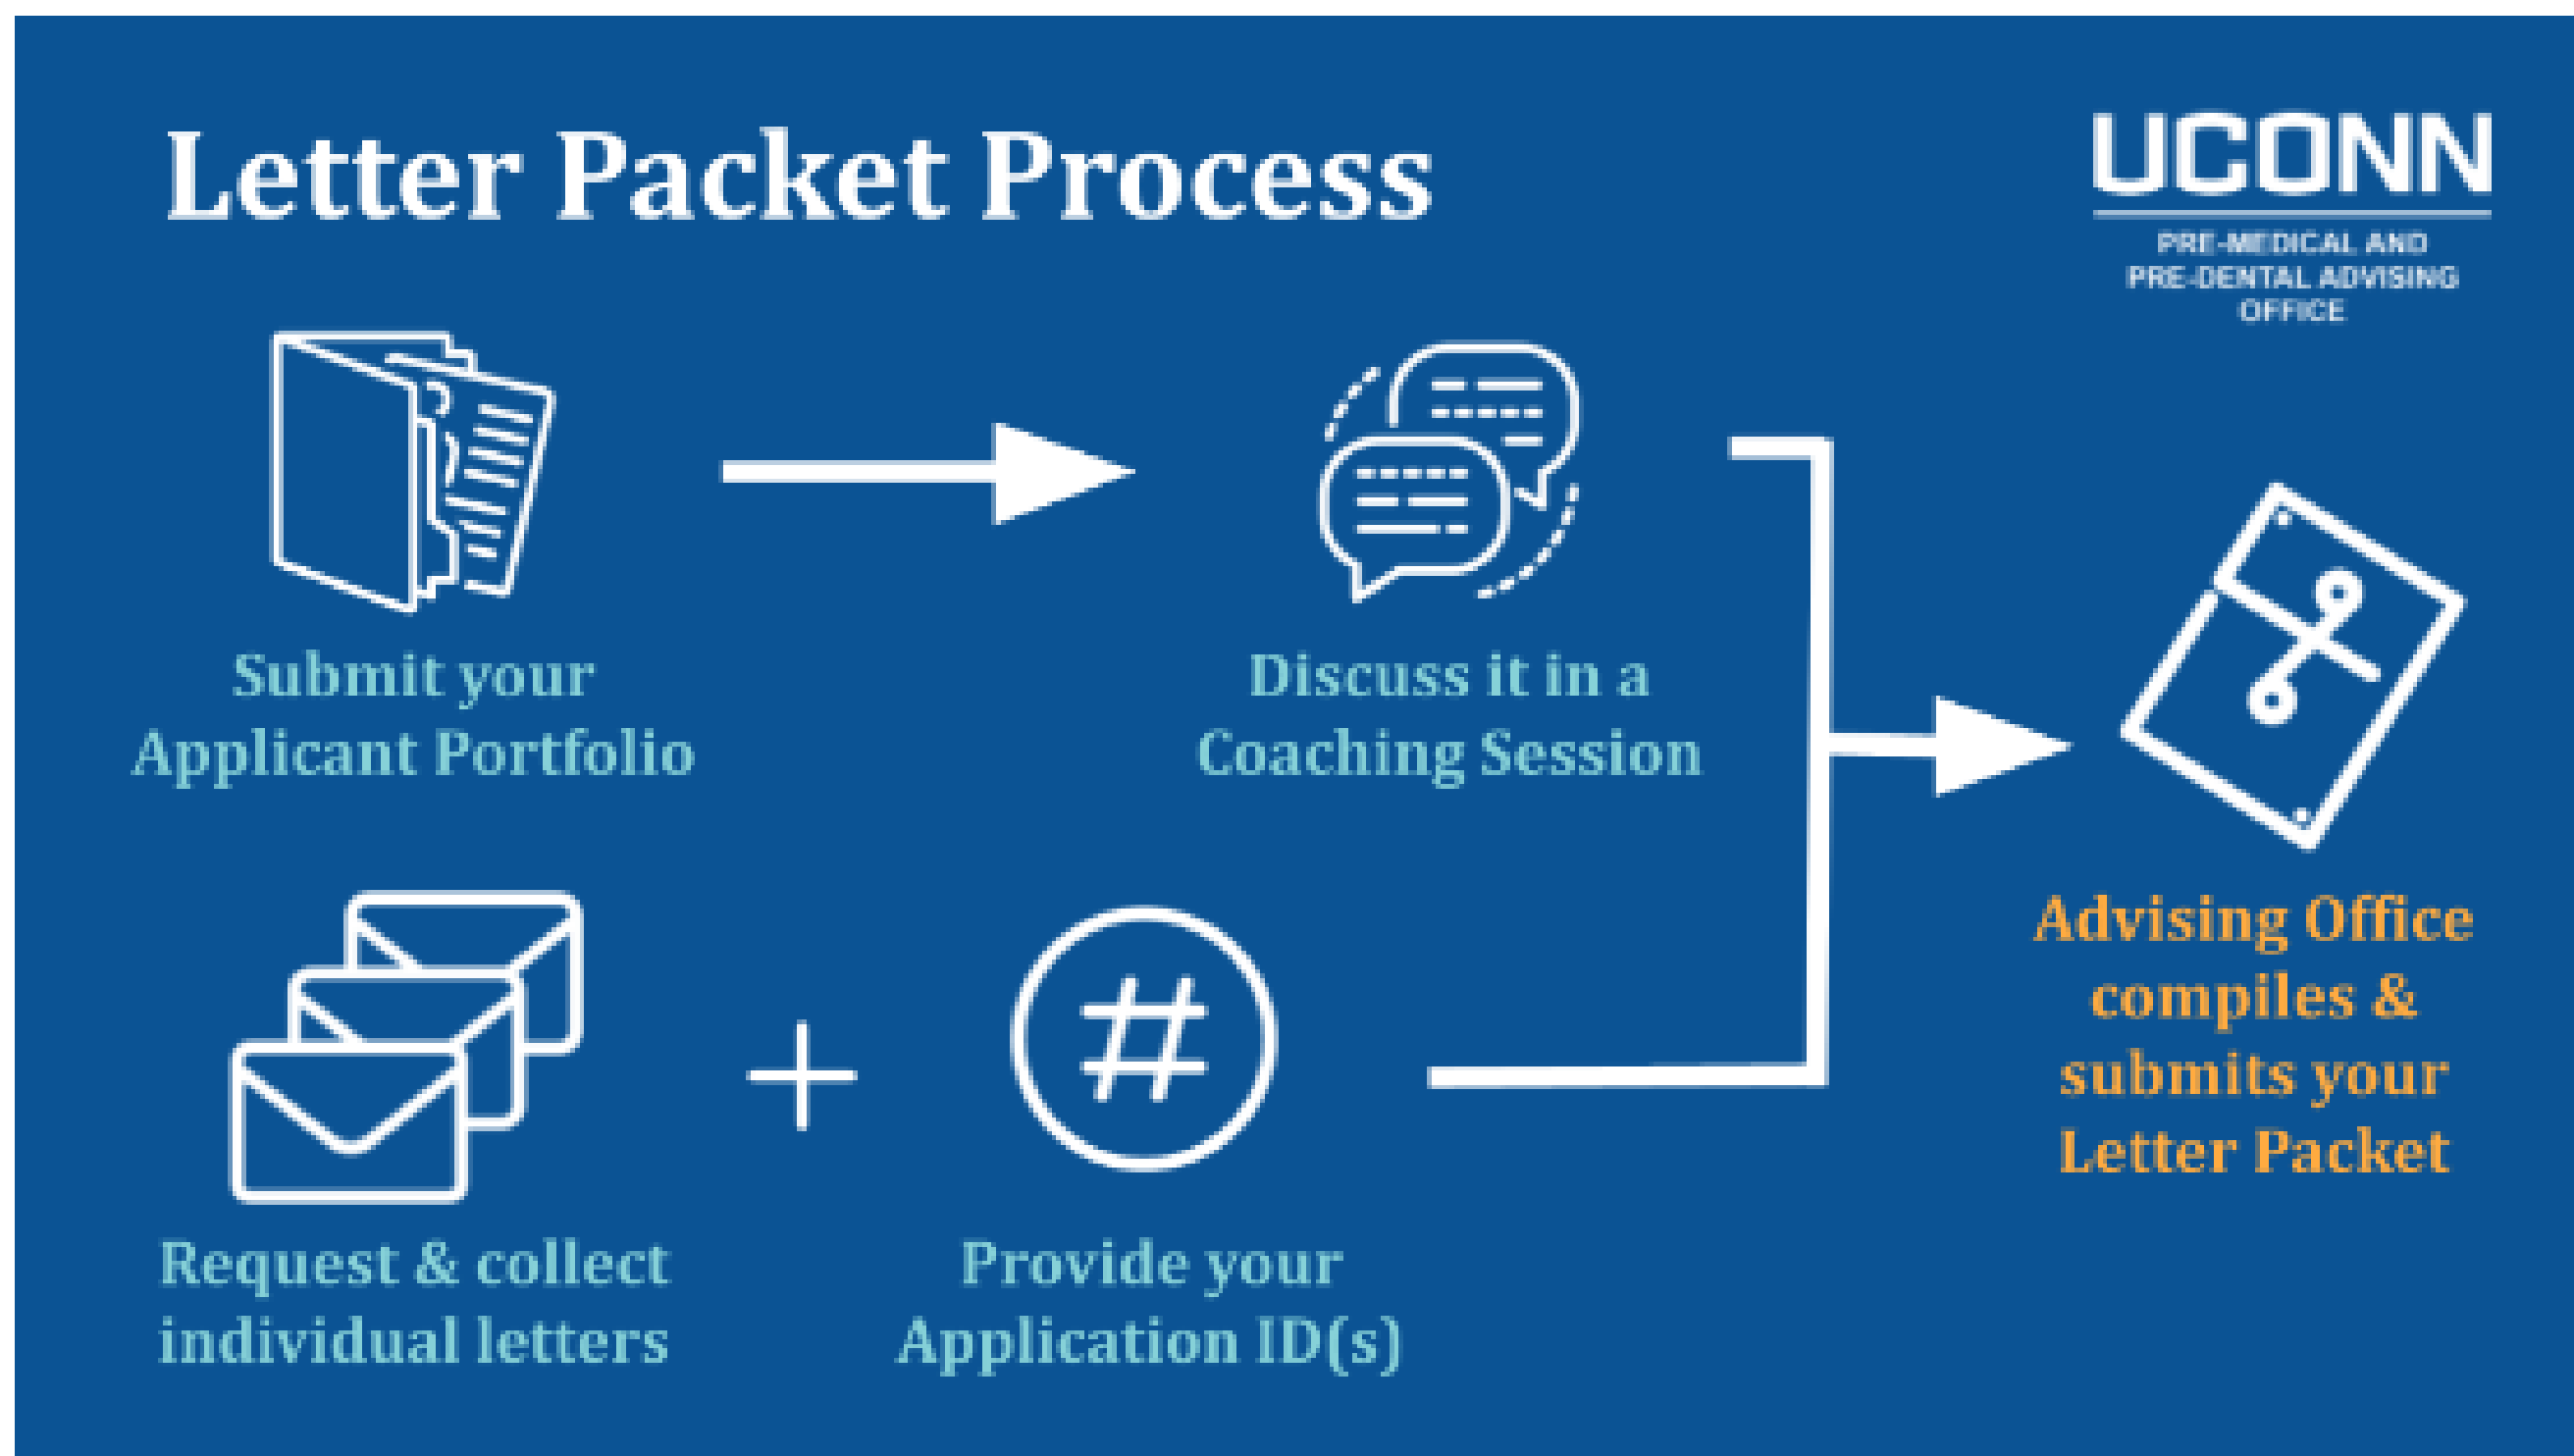 Letter Packet Process
UCONN
PRE-MEDICAL AND
PRE-DENTAL ADVISING
OFFICE
Submit your
Applicant Portfolio
Discuss it in a
Coaching Session
Request & collect
individual letters
+
#
Provide your
Application ID(s)
Advising Office
compiles &
submits your
Letter Packet